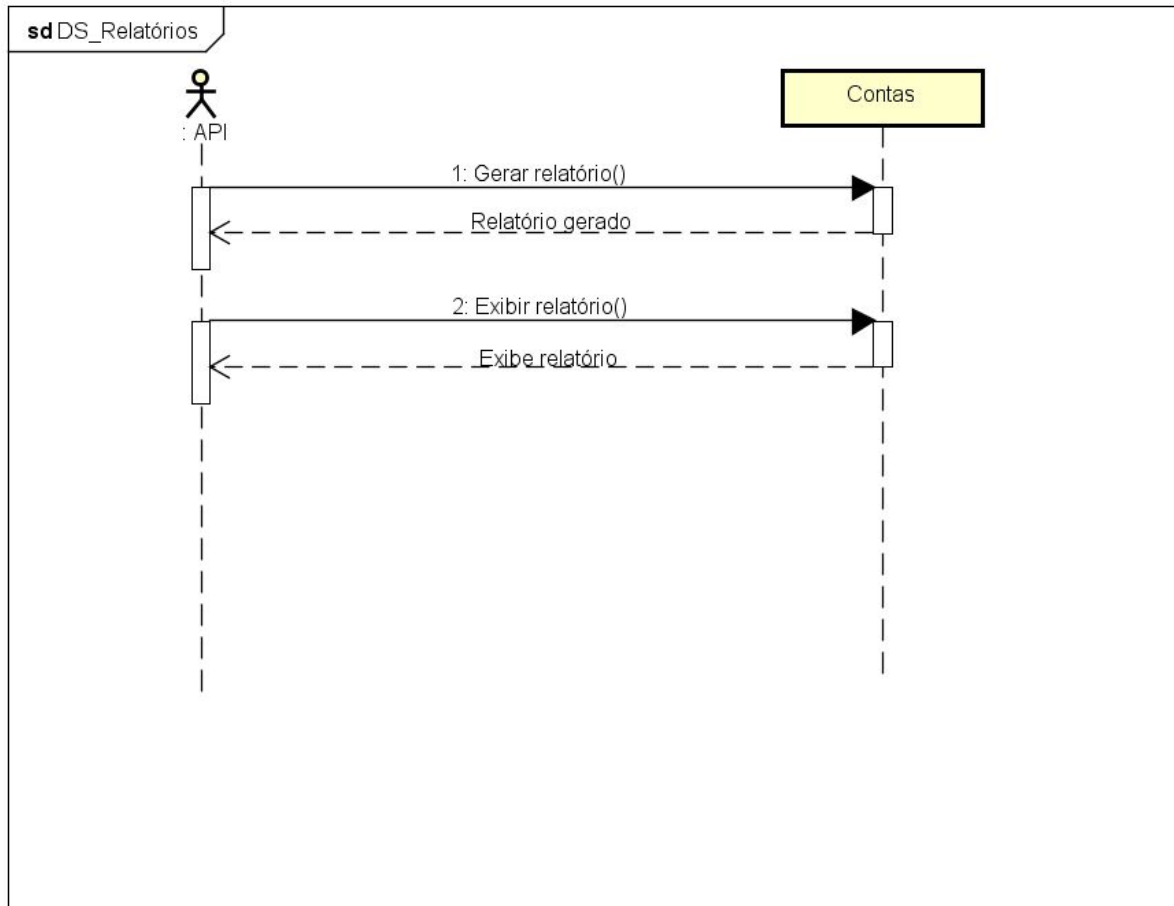 sd DS_Relatórios
: API
Contas
1: Gerar relatório()
Relatório gerado
2: Exibir relatório()
Exibe relatório